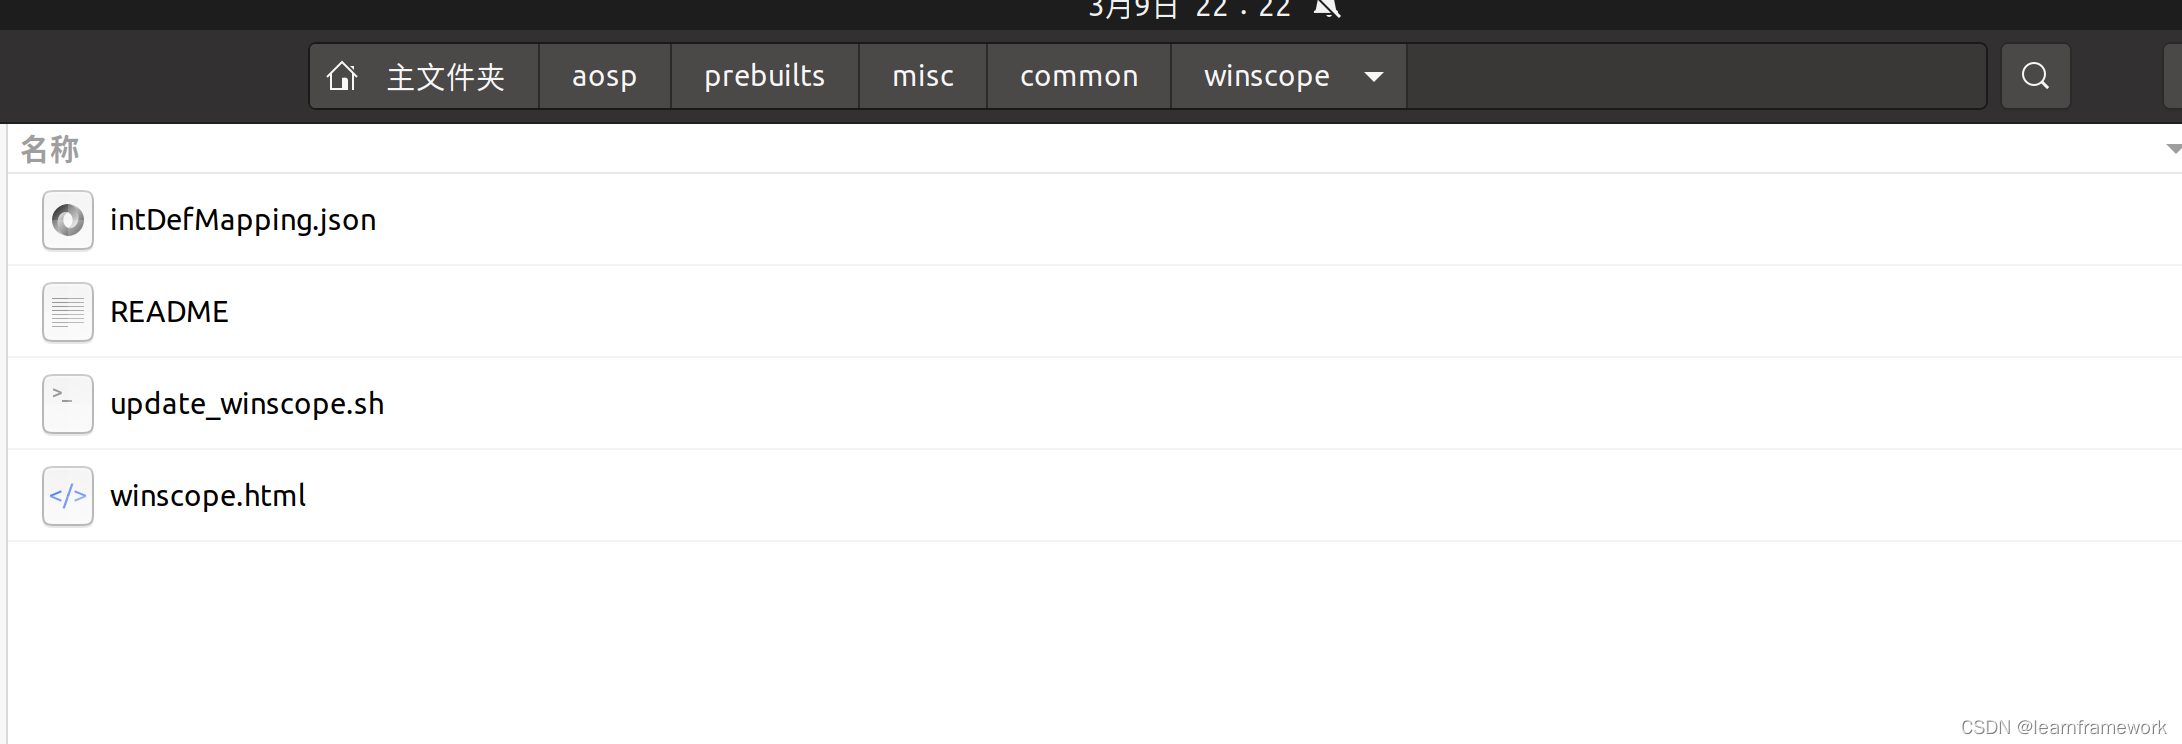 3月9日 22：22
主文件夹 aosp prebuilts misc common winscope
名称
intDefMapping.json
README
>_
update_winscope.sh
</>
winscope.html
CSDN @learnframework